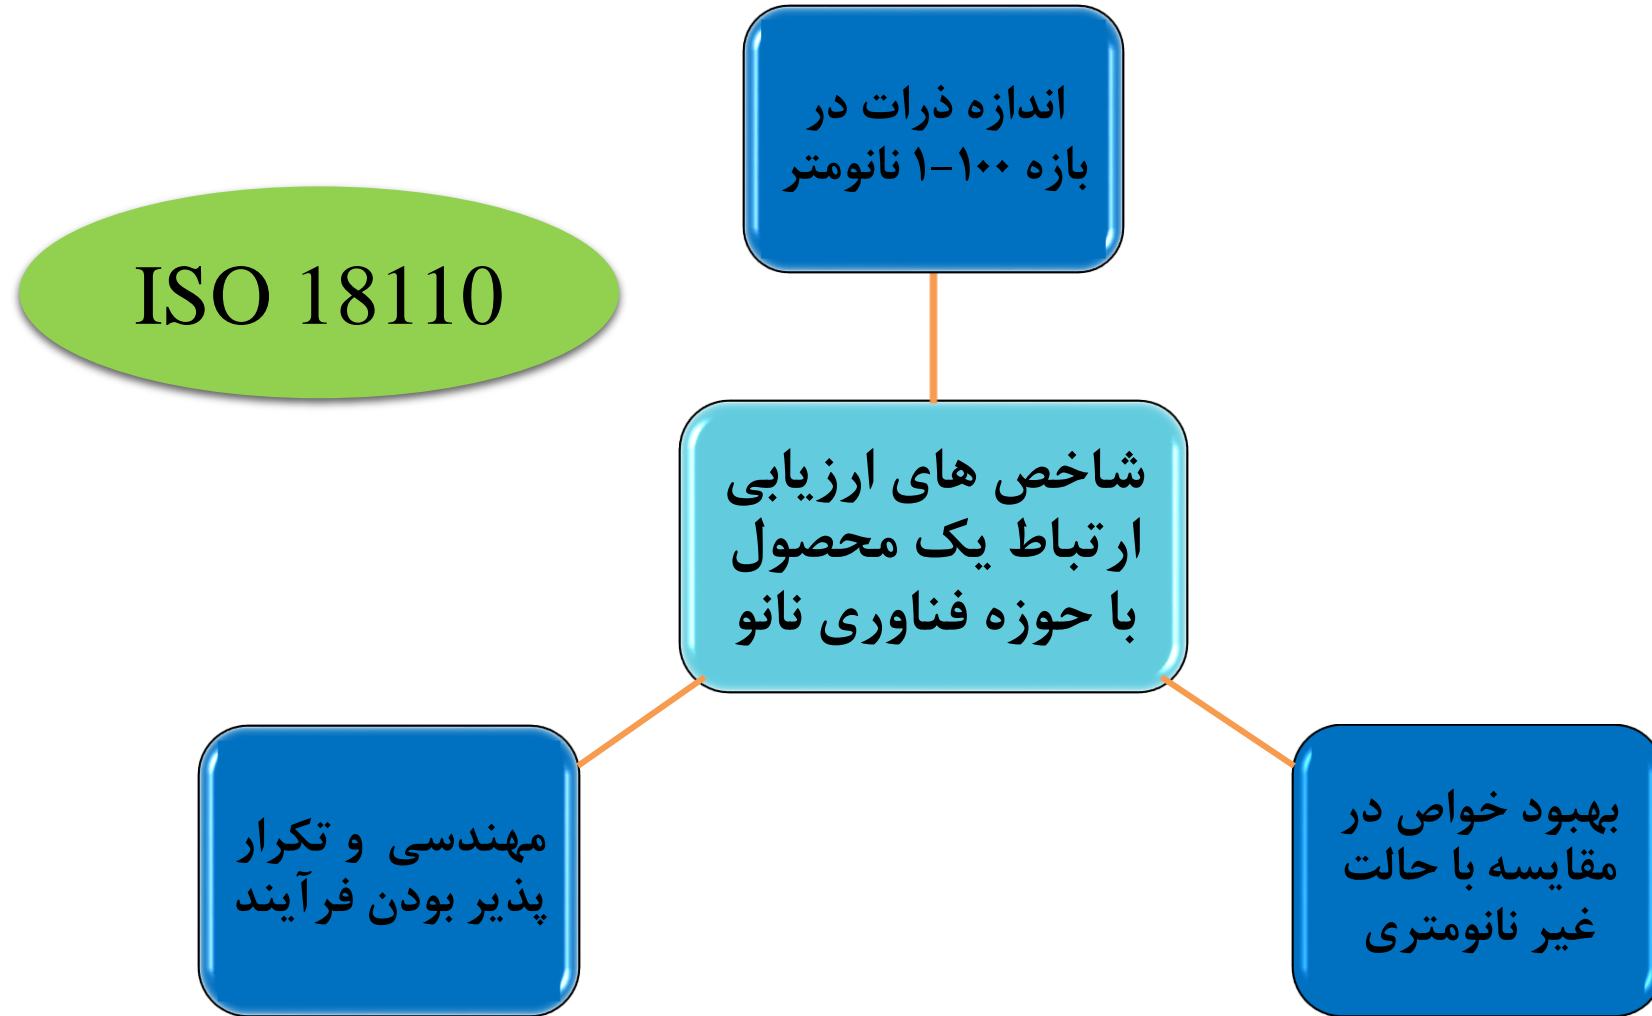 اندازه ذرات در
بازه ۱۰۰-۱ نانومتر
ISO 18110
شاخص های ارزیابی
ارتباط یک محصول
با حوزه فناوری نانو
بهبود خواص در
مقایسه با حالت
غیر نانومتری
مهندسی و تکرار
پذیر بودن فرآیند